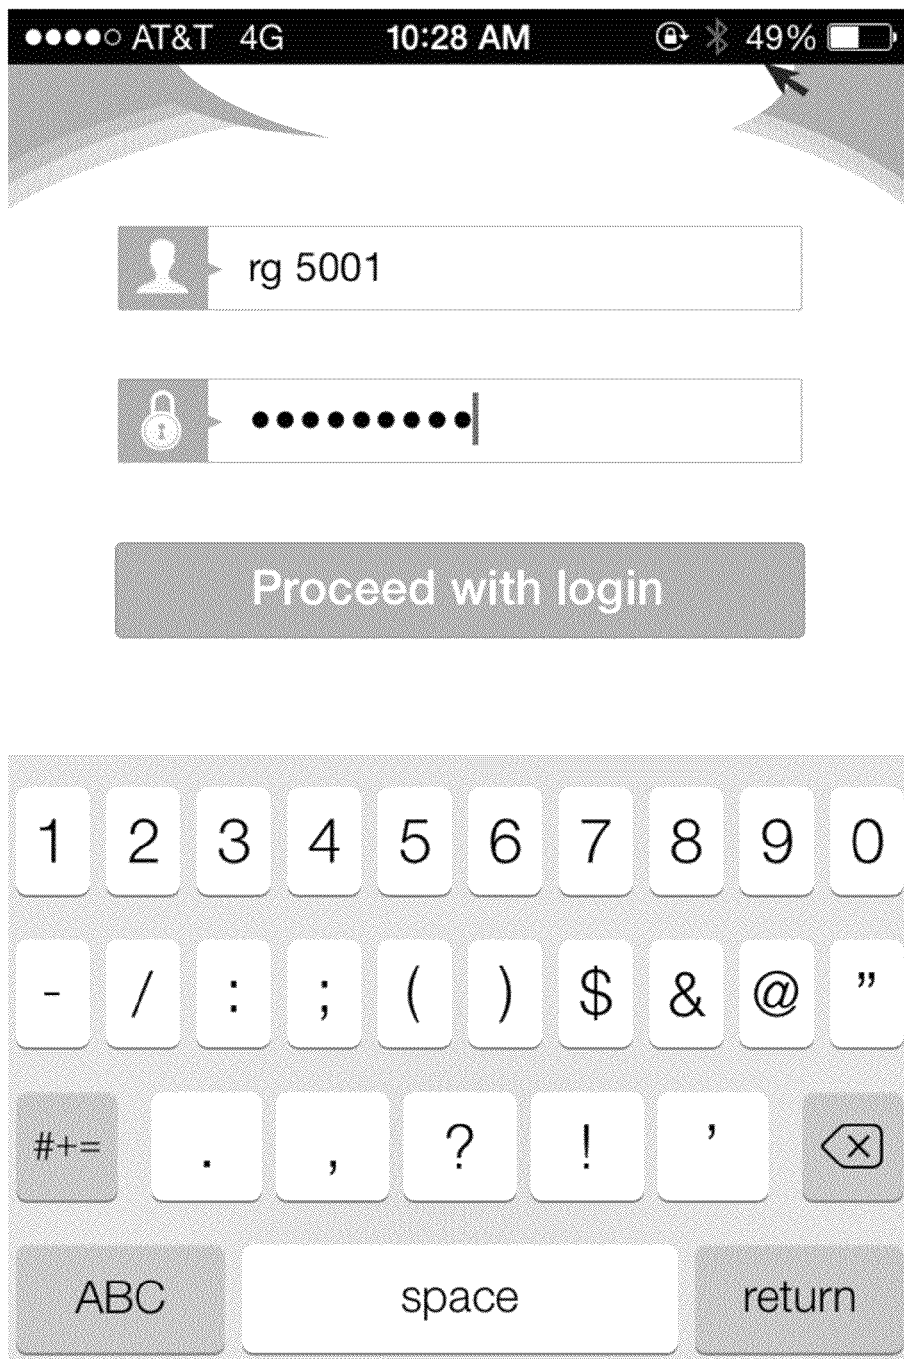 AT&T 4G 10:28 AM 49%
rg 5001
•••••••••
Proceed with login
1 2 3 4 5 6 7 8 9 0
- / : ; ( ) $ & @ ”
#+= . , ? ! ’
ABC space return